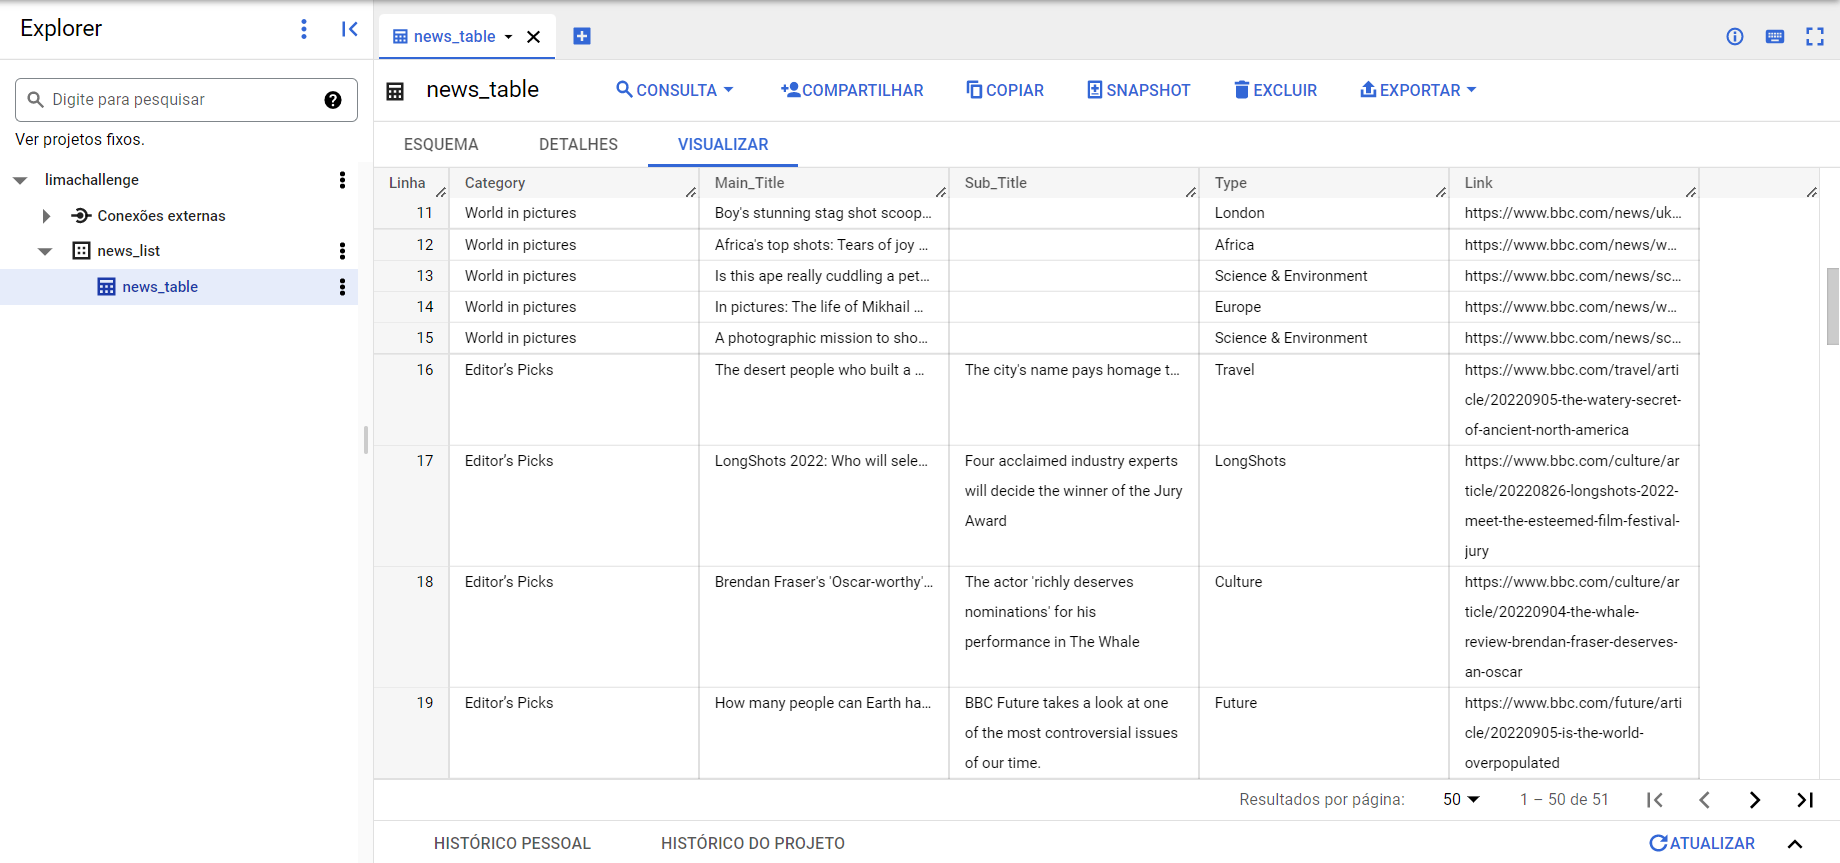 Explorer
news_table
Digite para pesquisar
Ver projetos fixos.
limachallenge
Conexões externas
news_list
news_table
news_table
CONSULTA
COMPARTILHAR
COPIAR
SNAPSHOT
EXCLUIR
EXPORTAR
ESQUEMA
DETALHES
VISUALIZAR
Linha Category Main_Title Sub_Title Type Link
11 World in pictures Boy's stunning stag shot scoop... London https://www.bbc.com/news/uk...
12 World in pictures Africa's top shots: Tears of joy ... Africa https://www.bbc.com/news/w...
13 World in pictures Is this ape really cuddling a pet... Science & Environment https://www.bbc.com/news/sc...
14 World in pictures In pictures: The life of Mikhail ... Europe https://www.bbc.com/news/w...
15 World in pictures A photographic mission to sho... Science & Environment https://www.bbc.com/news/sc...
16 Editor’s Picks The desert people who built a ... The city's name pays homage t... Travel https://www.bbc.com/travel/arti
cle/20220905-the-watery-secret-
of-ancient-north-america
17 Editor’s Picks LongShots 2022: Who will sele... Four acclaimed industry experts LongShots https://www.bbc.com/culture/ar
will decide the winner of the Jury ticle/20220826-longshots-2022-
Award meet-the-esteemed-film-festival-
jury
18 Editor’s Picks Brendan Fraser's 'Oscar-worthy'... The actor 'richly deserves Culture https://www.bbc.com/culture/ar
nominations' for his ticle/20220904-the-whale-
performance in The Whale review-brendan-fraser-deserves-
an-oscar
19 Editor’s Picks How many people can Earth ha... BBC Future takes a look at one Future https://www.bbc.com/future/arti
of the most controversial issues cle/20220905-is-the-world-
of our time. overpopulated
Resultados por página: 50 1 – 50 de 51
HISTÓRICO PESSOAL
HISTÓRICO DO PROJETO
ATUALIZAR